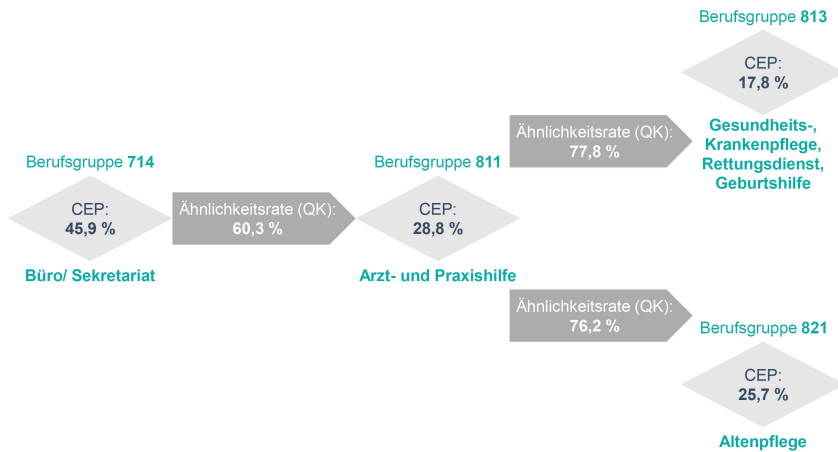 Berufsgruppe 714
CEP:
45,9 %
Büro/ Sekretariat
Ähnlichkeitsrate (QK):
60,3 %
Berufsgruppe 811
CEP:
28,8 %
Arzt- und Praxishilfe
Ähnlichkeitsrate (QK):
77,8 %
Berufsgruppe 813
CEP:
17,8 %
Gesundheits-,
Krankenpflege,
Rettungsdienst,
Geburtshilfe
Ähnlichkeitsrate (QK):
76,2 %
Berufsgruppe 821
CEP:
25,7 %
Altenpflege